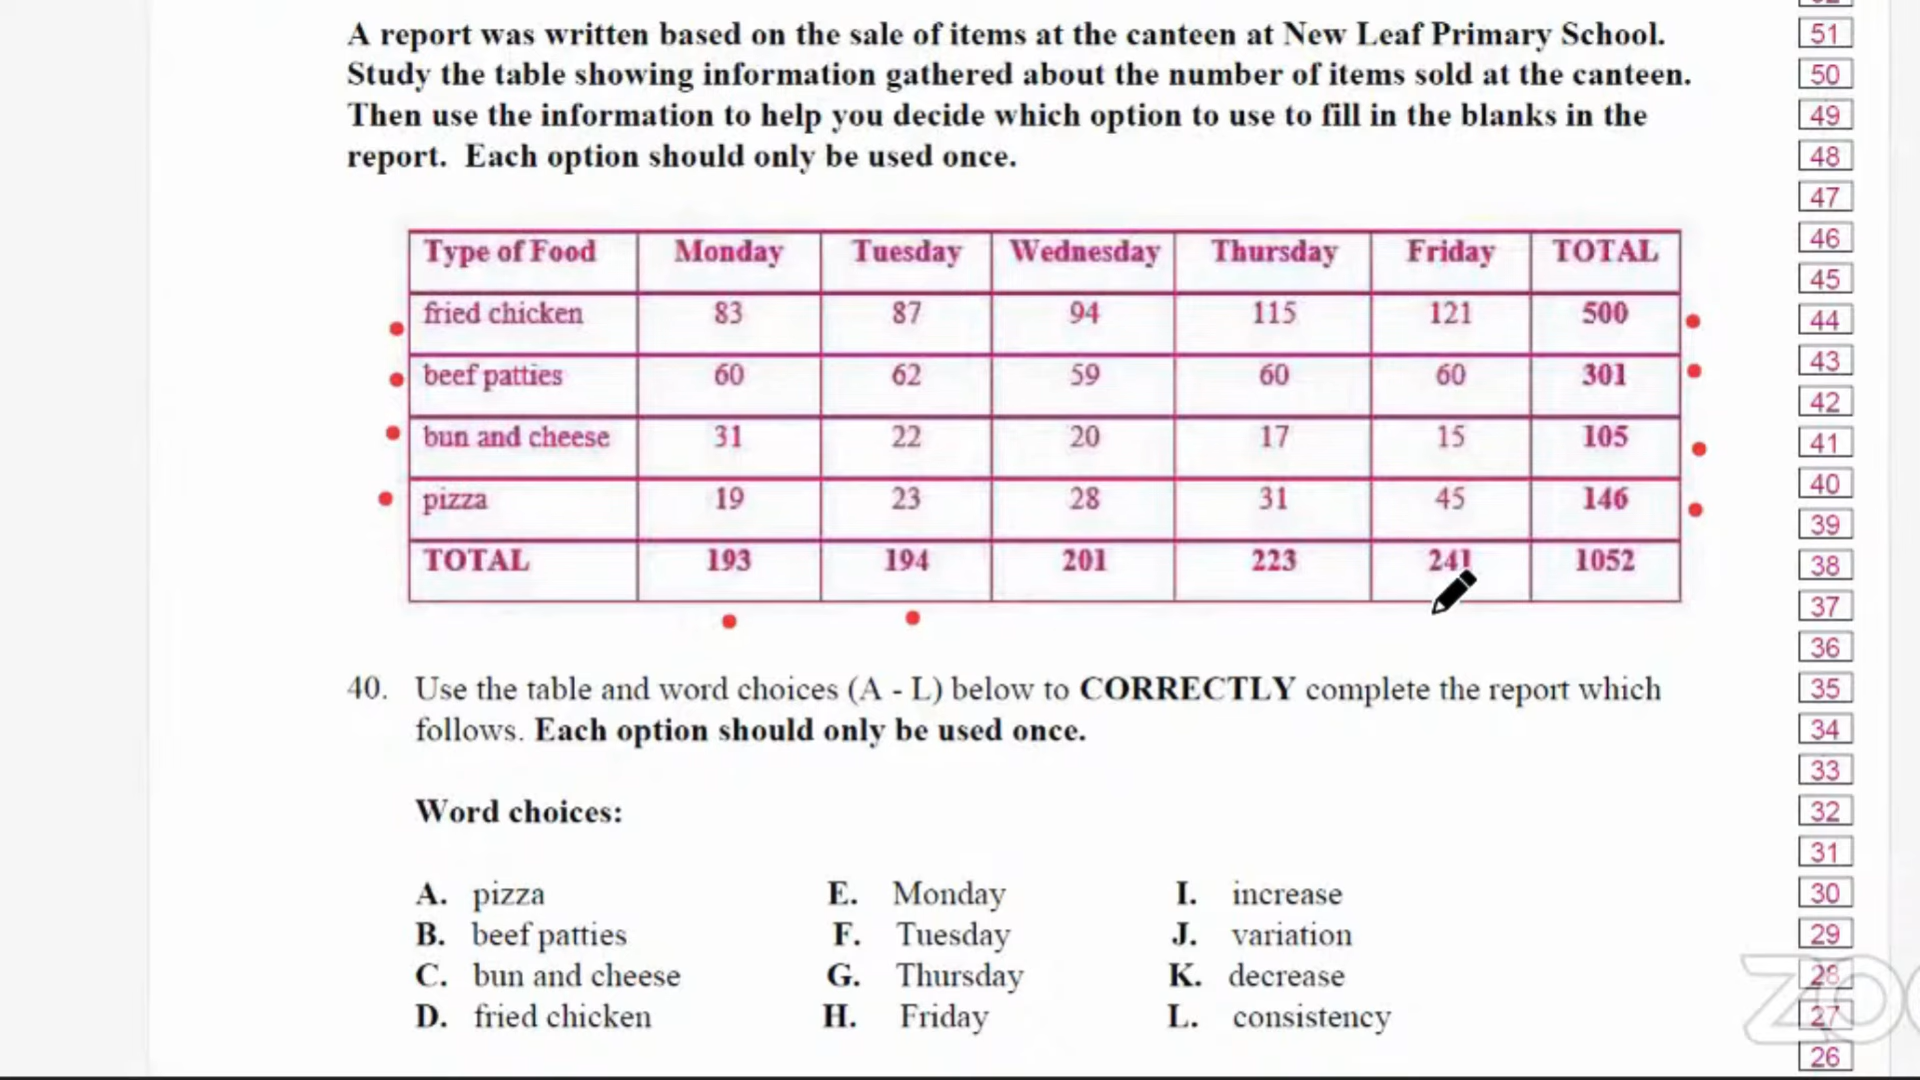 A report was written based on the sale of items at the canteen at New Leaf Primary School.
Study the table showing information gathered about the number of items sold at the canteen.
Then use the information to help you decide which option to use to fill in the blanks in the
report. Each option should only be used once.
Type of Food Monday Tuesday Wednesday Thursday Friday TOTAL
fried chicken 83 87 94 115 121 500
beef patties 60 62 59 60 60 301
bun and cheese 31 22 20 17 15 105
pizza 19 23 28 31 45 146
TOTAL 193 194 201 223 241 1052
40. Use the table and word choices (A - L) below to CORRECTLY complete the report which
follows. Each option should only be used once.
Word choices:
A. pizza E. Monday I. increase
B. beef patties F. Tuesday J. variation
C. bun and cheese G. Thursday K. decrease
D. fried chicken H. Friday L. consistency
51
50
49
48
47
46
45
44
43
42
41
40
39
38
37
36
35
34
33
32
31
30
29
28
27
26